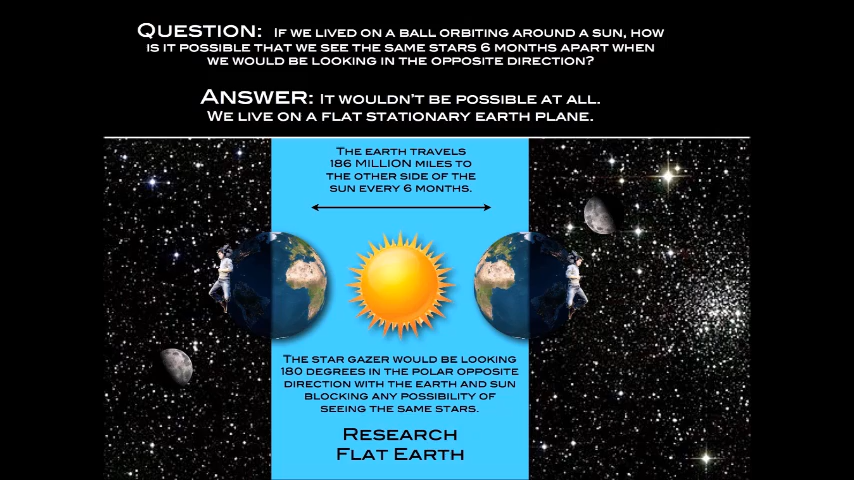 QUESTION: IF WE LIVED ON A BALL ORBITING AROUND A SUN, HOW
IS IT POSSIBLE THAT WE SEE THE SAME STARS 6 MONTHS APART WHEN
WE WOULD BE LOOKING IN THE OPPOSITE DIRECTION?
ANSWER: IT WOULDN'T BE POSSIBLE AT ALL.
WE LIVE ON A FLAT STATIONARY EARTH PLANE.
THE EARTH TRAVELS
186 MILLION MILES TO
THE OTHER SIDE OF THE
SUN EVERY 6 MONTHS.
THE STAR GAZER WOULD BE LOOKING
180 DEGREES IN THE POLAR OPPOSITE
DIRECTION WITH THE EARTH AND SUN
BLOCKING ANY POSSIBILITY OF
SEEING THE SAME STARS.
RESEARCH
FLAT EARTH